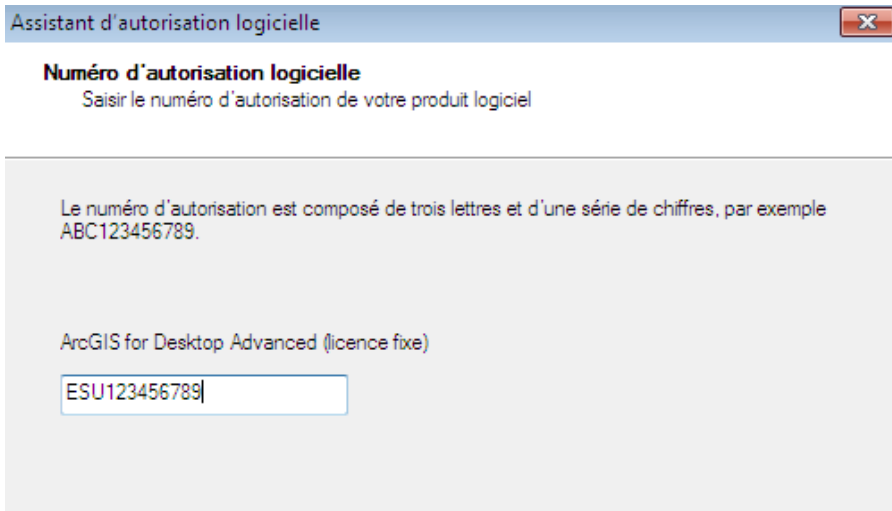 Assistant d'autorisation logicielle
Numéro d'autorisation logicielle
Saisir le numéro d'autorisation de votre produit logiciel
Le numéro d'autorisation est composé de trois lettres et d'une série de chiffres, par exemple
ABC123456789.
ArcGIS for Desktop Advanced (licence fixe)
ESU123456789